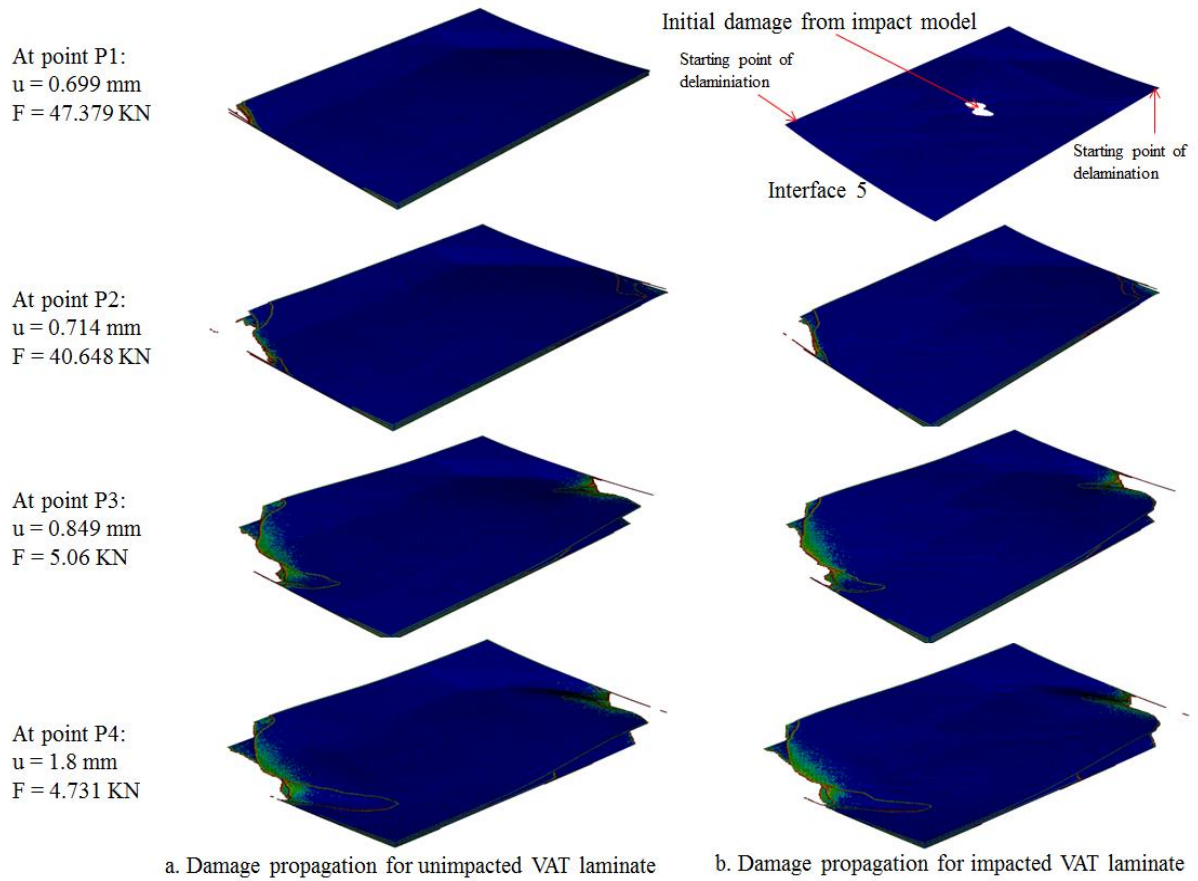 At point P1:
u = 0.699 mm
F = 47.379 KN
Initial damage from impact model
Starting point of
delaminiation
Starting point of
delamination
Interface 5
At point P2:
u = 0.714 mm
F = 40.648 KN
At point P3:
u = 0.849 mm
F = 5.06 KN
At point P4:
u = 1.8 mm
F = 4.731 KN
a. Damage propagation for unimpacted VAT laminate
b. Damage propagation for impacted VAT laminate